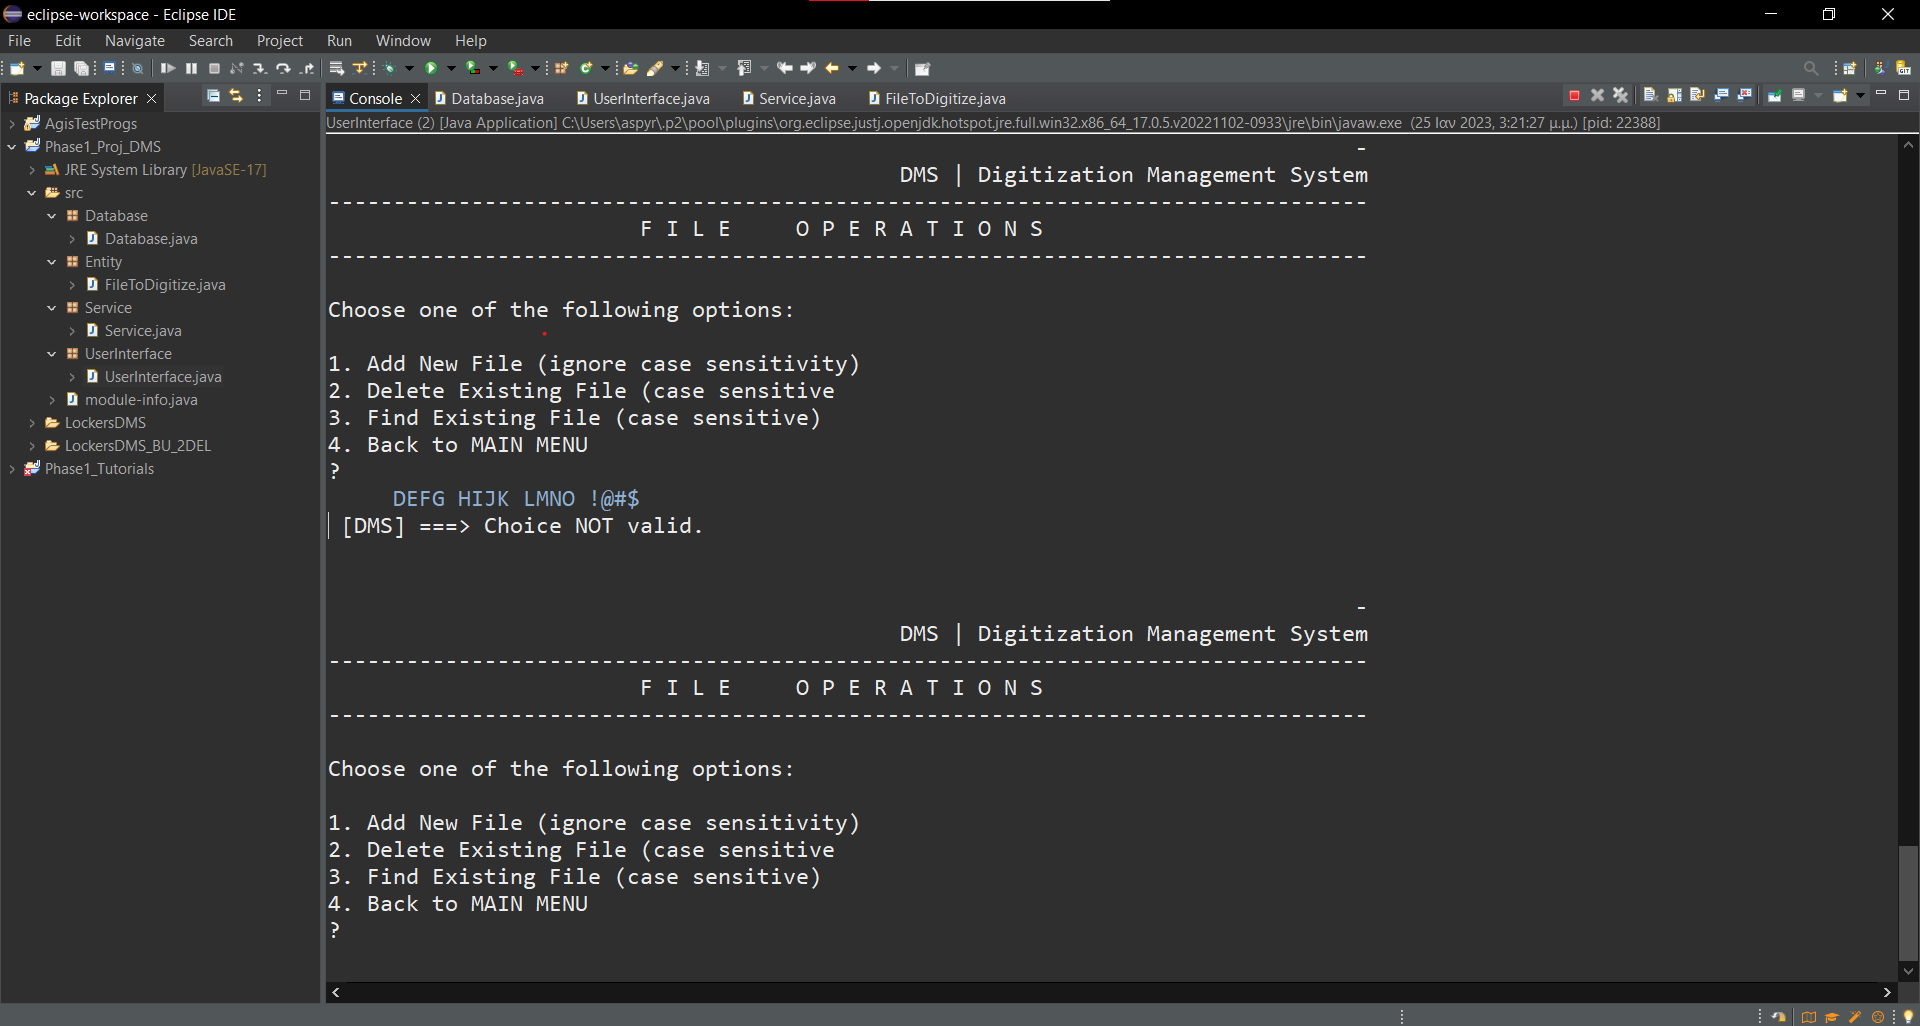 eclipse-workspace - Eclipse IDE
File Edit Navigate Search Project Run Window Help
Package Explorer
Console Database.java UserInterface.java Service.java FileToDigitize.java
UserInterface (2) [Java Application] C:\Users\aspyr\.p2\pool\plugins\org.eclipse.justj.openjdk.hotspot.jre.full.win32.x86_64_17.0.5.v20221102-0933\jre\bin\javaw.exe (25 Ιαν 2023, 3:21:27 μ.μ.) [pid: 22388]
AgisTestProgs
Phase1_Proj_DMS
JRE System Library [JavaSE-17]
src
Database
Database.java
Entity
FileToDigitize.java
Service
Service.java
UserInterface
UserInterface.java
module-info.java
LockersDMS
LockersDMS_BU_2DEL
Phase1_Tutorials
-
DMS | Digitization Management System
--------------------------------------------------------------------------------
F I L E     O P E R A T I O N S
--------------------------------------------------------------------------------
Choose one of the following options:
1. Add New File (ignore case sensitivity)
2. Delete Existing File (case sensitive
3. Find Existing File (case sensitive)
4. Back to MAIN MENU
?
DEFG HIJK LMNO !@#$
[DMS] ===> Choice NOT valid.
-
DMS | Digitization Management System
--------------------------------------------------------------------------------
F I L E     O P E R A T I O N S
--------------------------------------------------------------------------------
Choose one of the following options:
1. Add New File (ignore case sensitivity)
2. Delete Existing File (case sensitive
3. Find Existing File (case sensitive)
4. Back to MAIN MENU
?